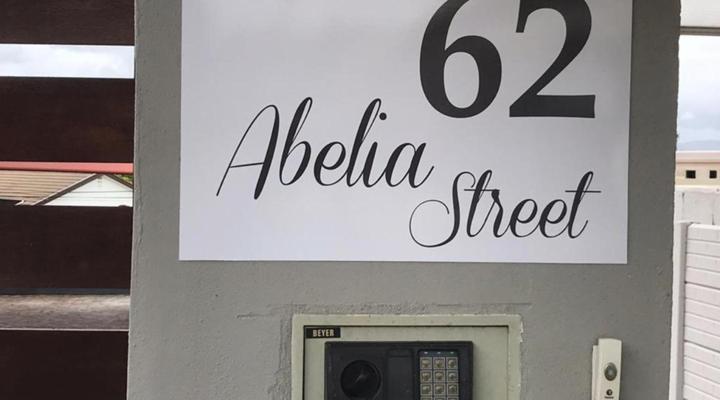 62
Abelia
Street
BEYER